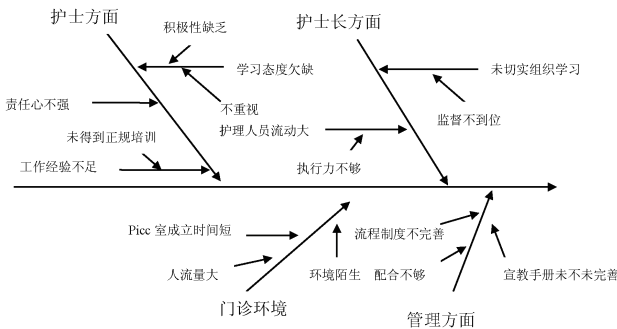 护士方面
护士长方面
积极性缺乏
学习态度欠缺
未切实组织学习
责任心不强
不重视
监督不到位
护理人员流动大
未得到正规培训
工作经验不足
执行力不够
Picc 室成立时间短
流程制度不完善
人流量大
环境陌生
配合不够
宣教手册未不未完善
门诊环境
管理方面